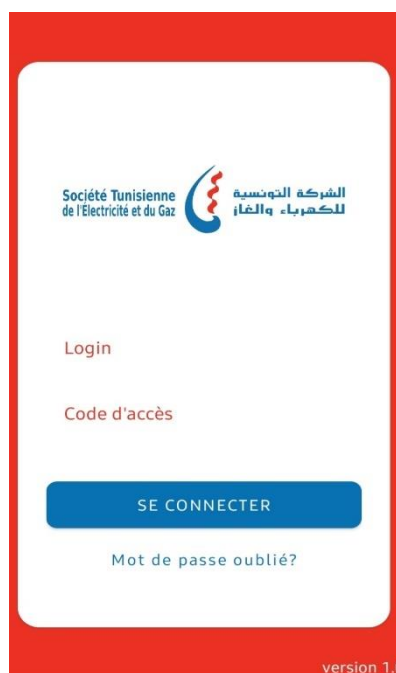 Société Tunisienne
de l'Électricité et du Gaz
الشركة التونسية
للكهرباء والغاز
Login
Code d'accès
SE CONNECTER
Mot de passe oublié?
version 1.